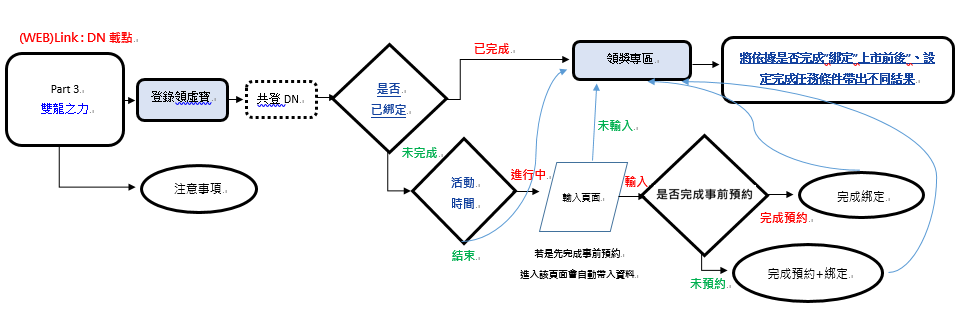 (WEB)Link : DN 載點
Part 3.
雙龍之力
登錄領虛寶
共登 DN
是否
已綁定
已完成
領獎專區
將依據是否完成"綁定"上市前後"、設
定完成任務條件帶出不同結果
未輸入
未完成
注意事項
活動
時間
進行中
輸入頁面
輸入
是否完成事前預約
完成綁定
完成預約
結束
若是先完成事前預約
進入該頁面會自動帶入資料
未預約
完成預約+綁定